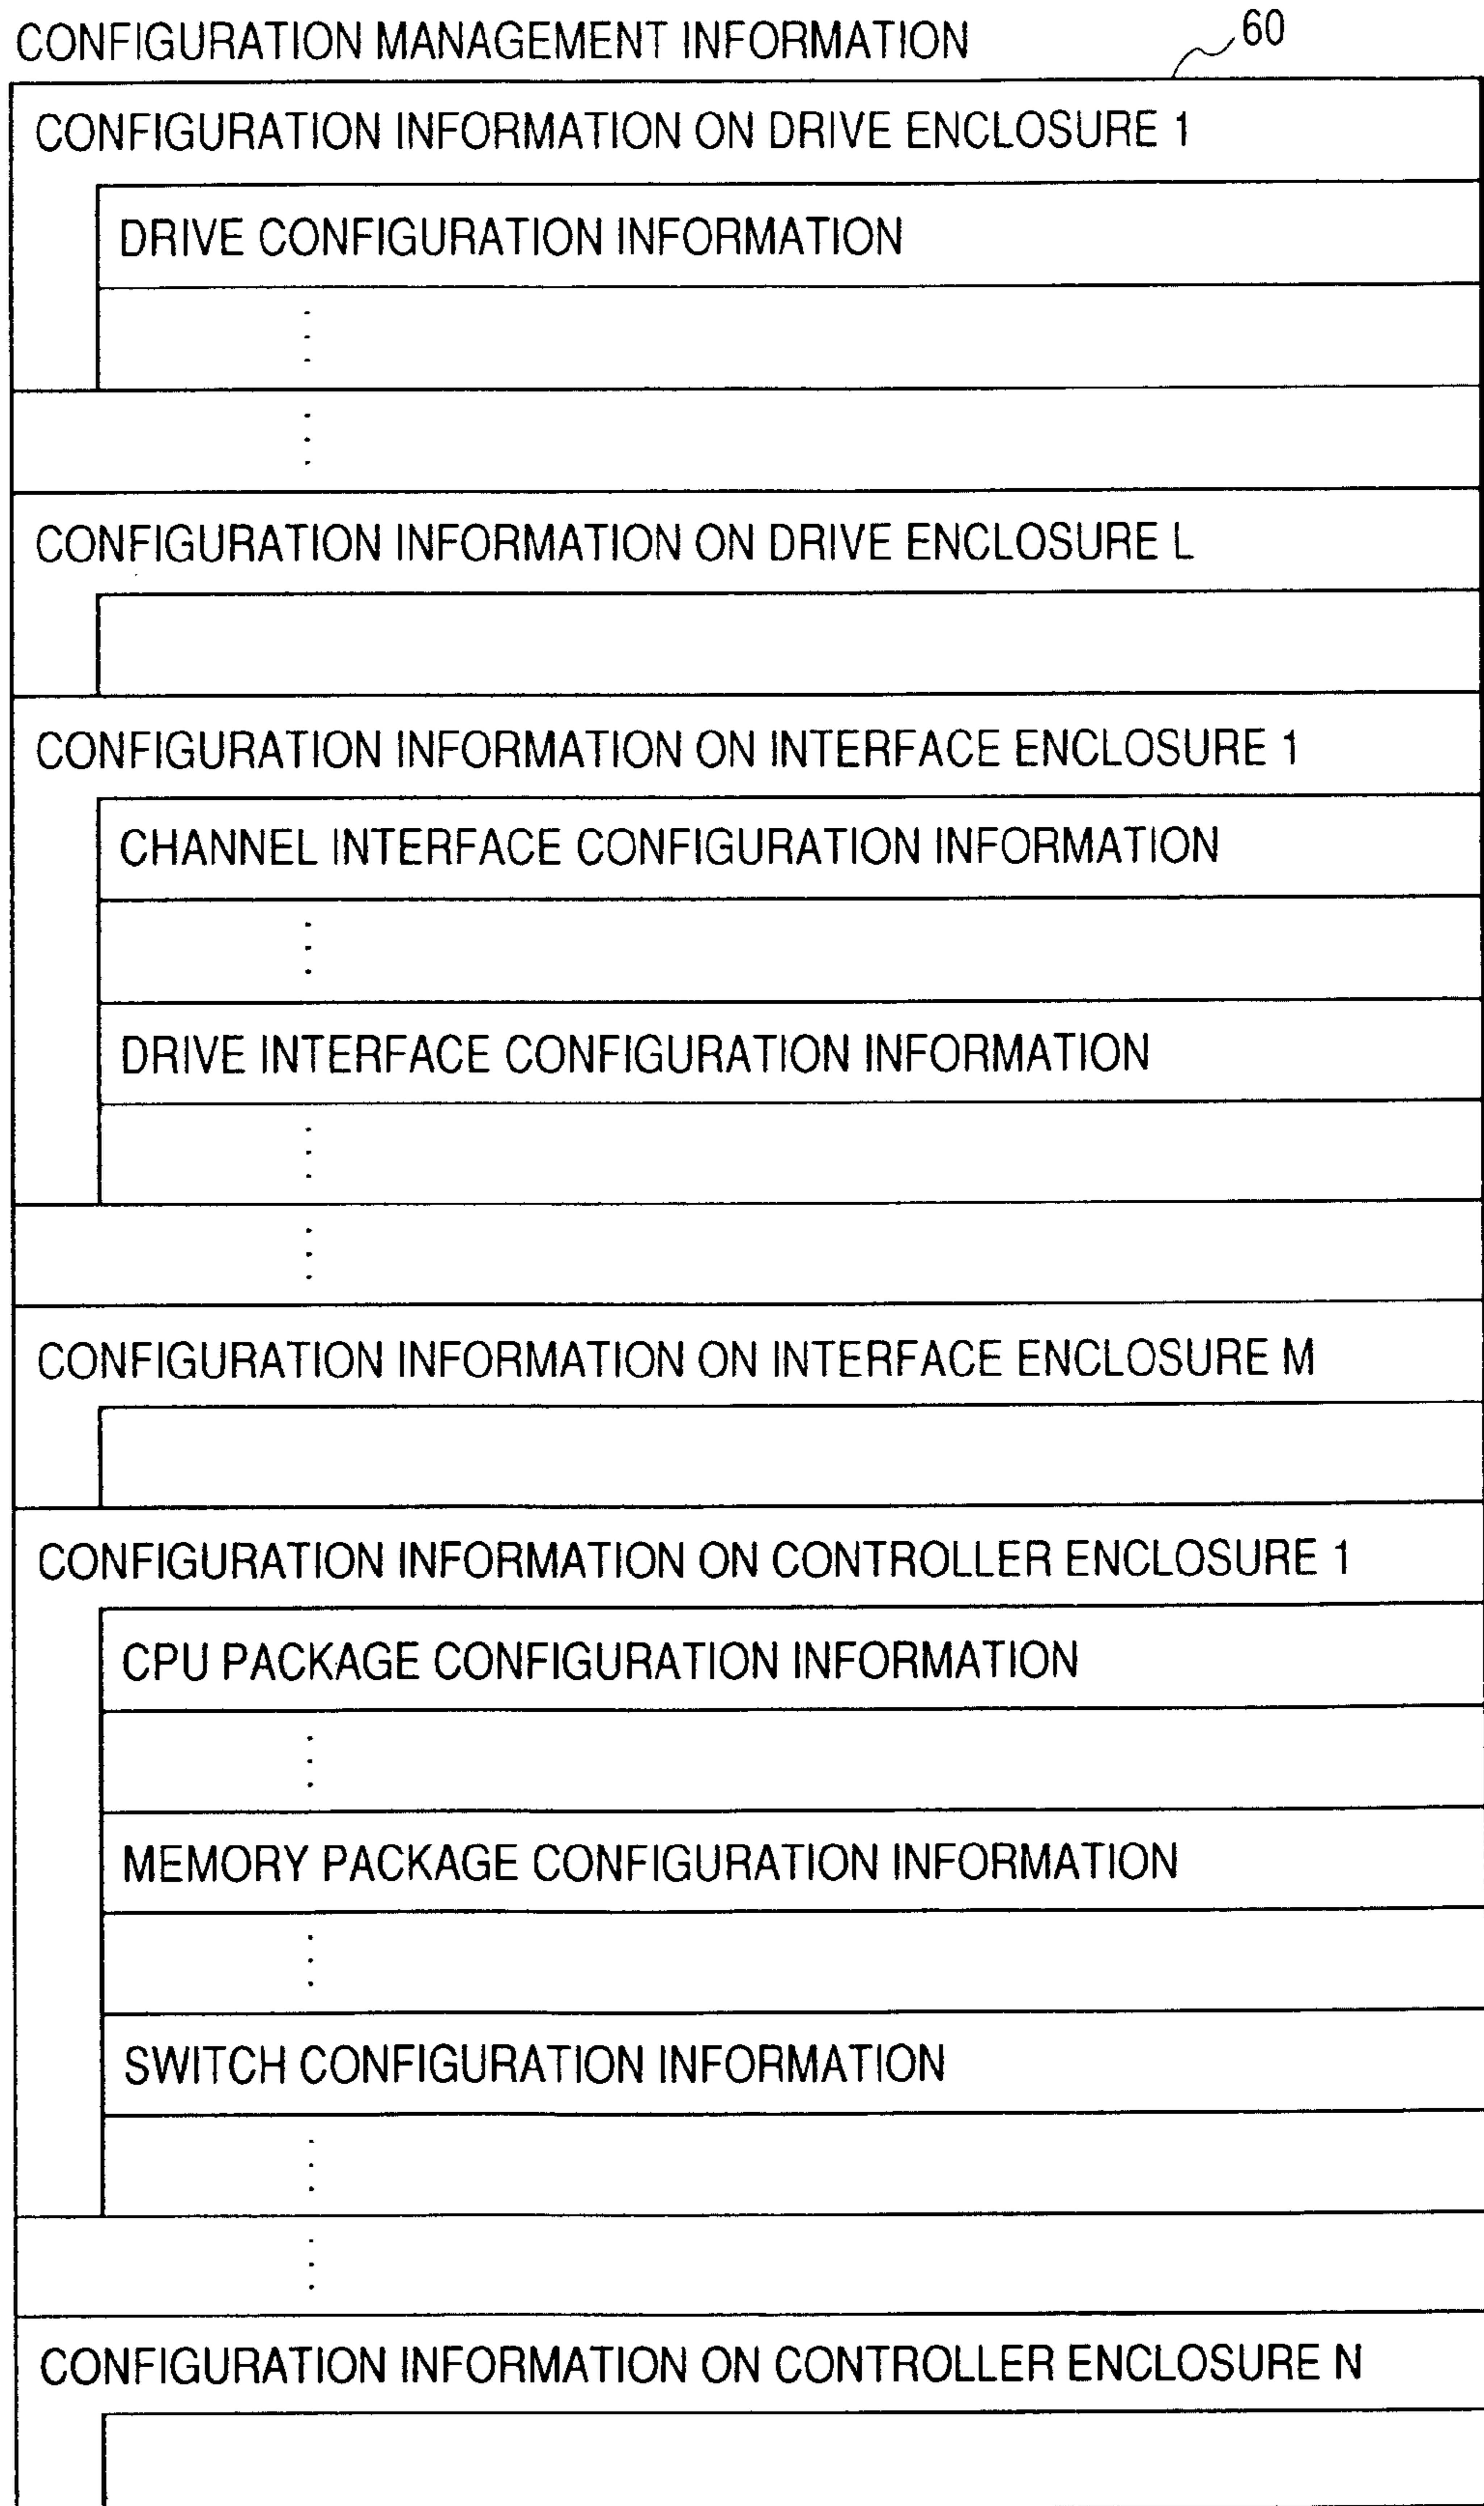 CONFIGURATION MANAGEMENT INFORMATION
60
CONFIGURATION INFORMATION ON DRIVE ENCLOSURE 1
DRIVE CONFIGURATION INFORMATION
CONFIGURATION INFORMATION ON DRIVE ENCLOSURE L
CONFIGURATION INFORMATION ON INTERFACE ENCLOSURE 1
CHANNEL INTERFACE CONFIGURATION INFORMATION
DRIVE INTERFACE CONFIGURATION INFORMATION
CONFIGURATION INFORMATION ON INTERFACE ENCLOSURE M
CONFIGURATION INFORMATION ON CONTROLLER ENCLOSURE 1
CPU PACKAGE CONFIGURATION INFORMATION
MEMORY PACKAGE CONFIGURATION INFORMATION
SWITCH CONFIGURATION INFORMATION
CONFIGURATION INFORMATION ON CONTROLLER ENCLOSURE N